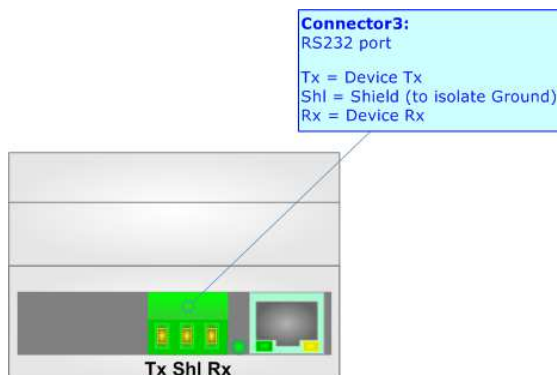 Connector3:
RS232 port
Tx = Device Tx
Shl = Shield (to isolate Ground)
Rx = Device Rx
Tx Shl Rx